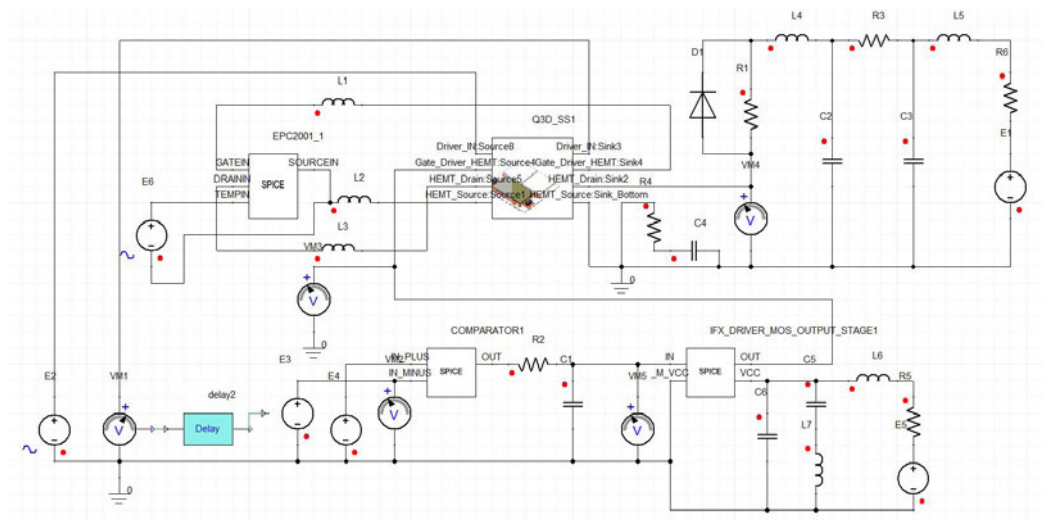 L4
R3
L5
D1
R1
R6
L1
Q3D_SS1
C2
C3
E1
EPC2001_1
Driver_IN:Source8
Driver_IN:Sink3
GATEIN
SOURCEIN
Gate_Driver_HEMT:Source4
Gate_Driver_HEMT:Sink4
VM4
DRAININ
SPICE
L2
HEMT_Drain:Source5
HEMT_Drain:Sink2
R4
TEMPIN
HEMT_Source:Source1
HEMT_Source:Sink_Bottom
E6
L3
C4
V
VM3
0
V
0
COMPARATOR1
IFX_DRIVER_MOS_OUTPUT_STAGE1
R2
E3
VM2
IN_PLUS
OUT
C1
IN
OUT
C5
L6
E2
VM1
E4
IN_MINUS
SPICE
VM5
_M_VCC
SPICE
VCC
R5
delay2
C6
V
Delay
V
V
L7
E5
0